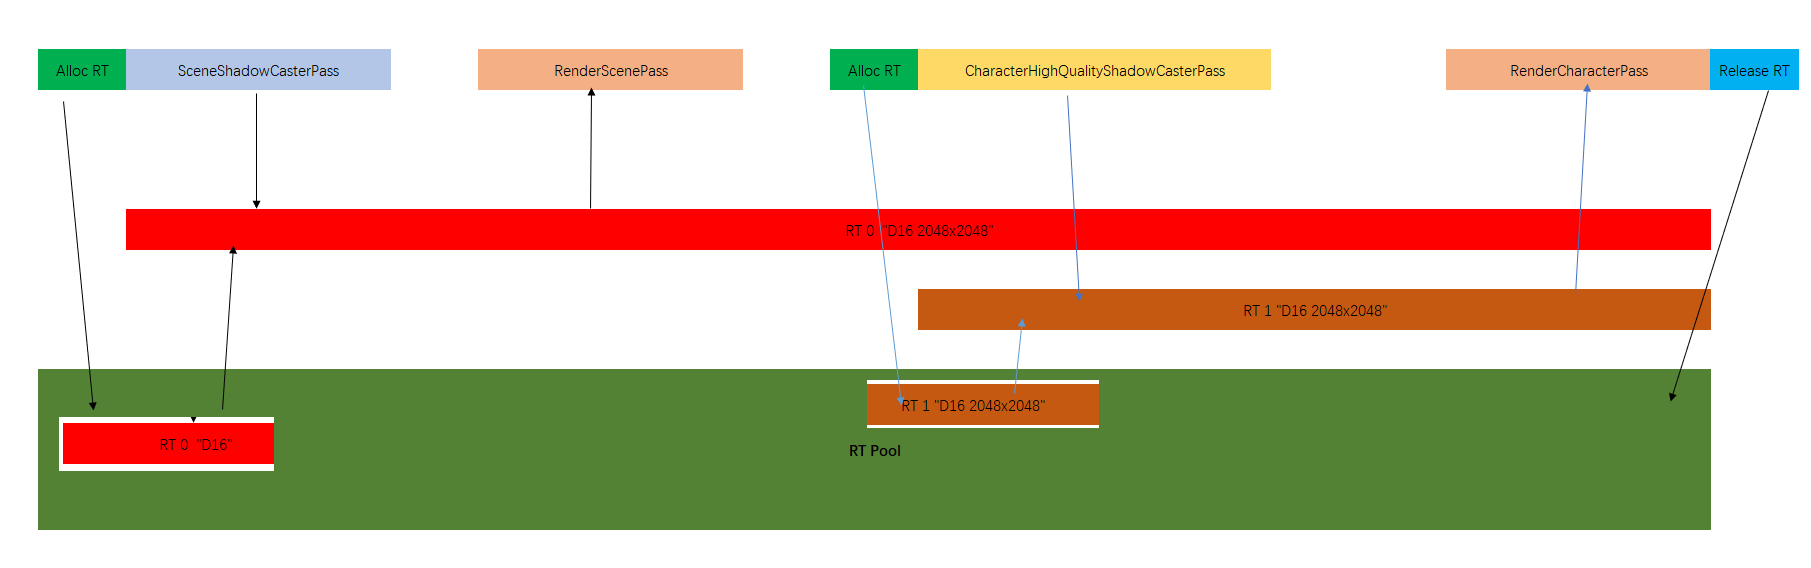 Alloc RT
SceneShadowCasterPass
RenderScenePass
Alloc RT
CharacterHighQualityShadowCasterPass
RenderCharacterPass
Release RT
RT 0 "D16 2048x2048"
RT 1 "D16 2048x2048"
RT 1 "D16 2048x2048"
RT 0 "D16"
RT Pool